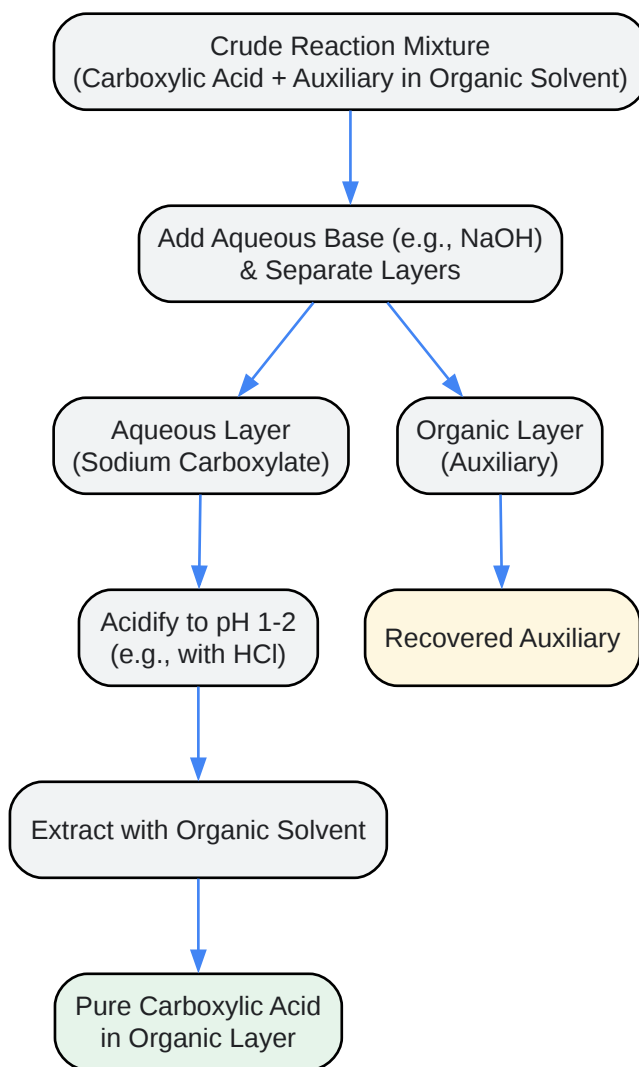 Crude Reaction Mixture
(Carboxylic Acid + Auxiliary in Organic Solvent)
Add Aqueous Base (e.g., NaOH)
& Separate Layers
Aqueous Layer
(Sodium Carboxylate)
Organic Layer
(Auxiliary)
Acidify to pH 1-2
(e.g., with HCl)
Recovered Auxiliary
Extract with Organic Solvent
Pure Carboxylic Acid
in Organic Layer